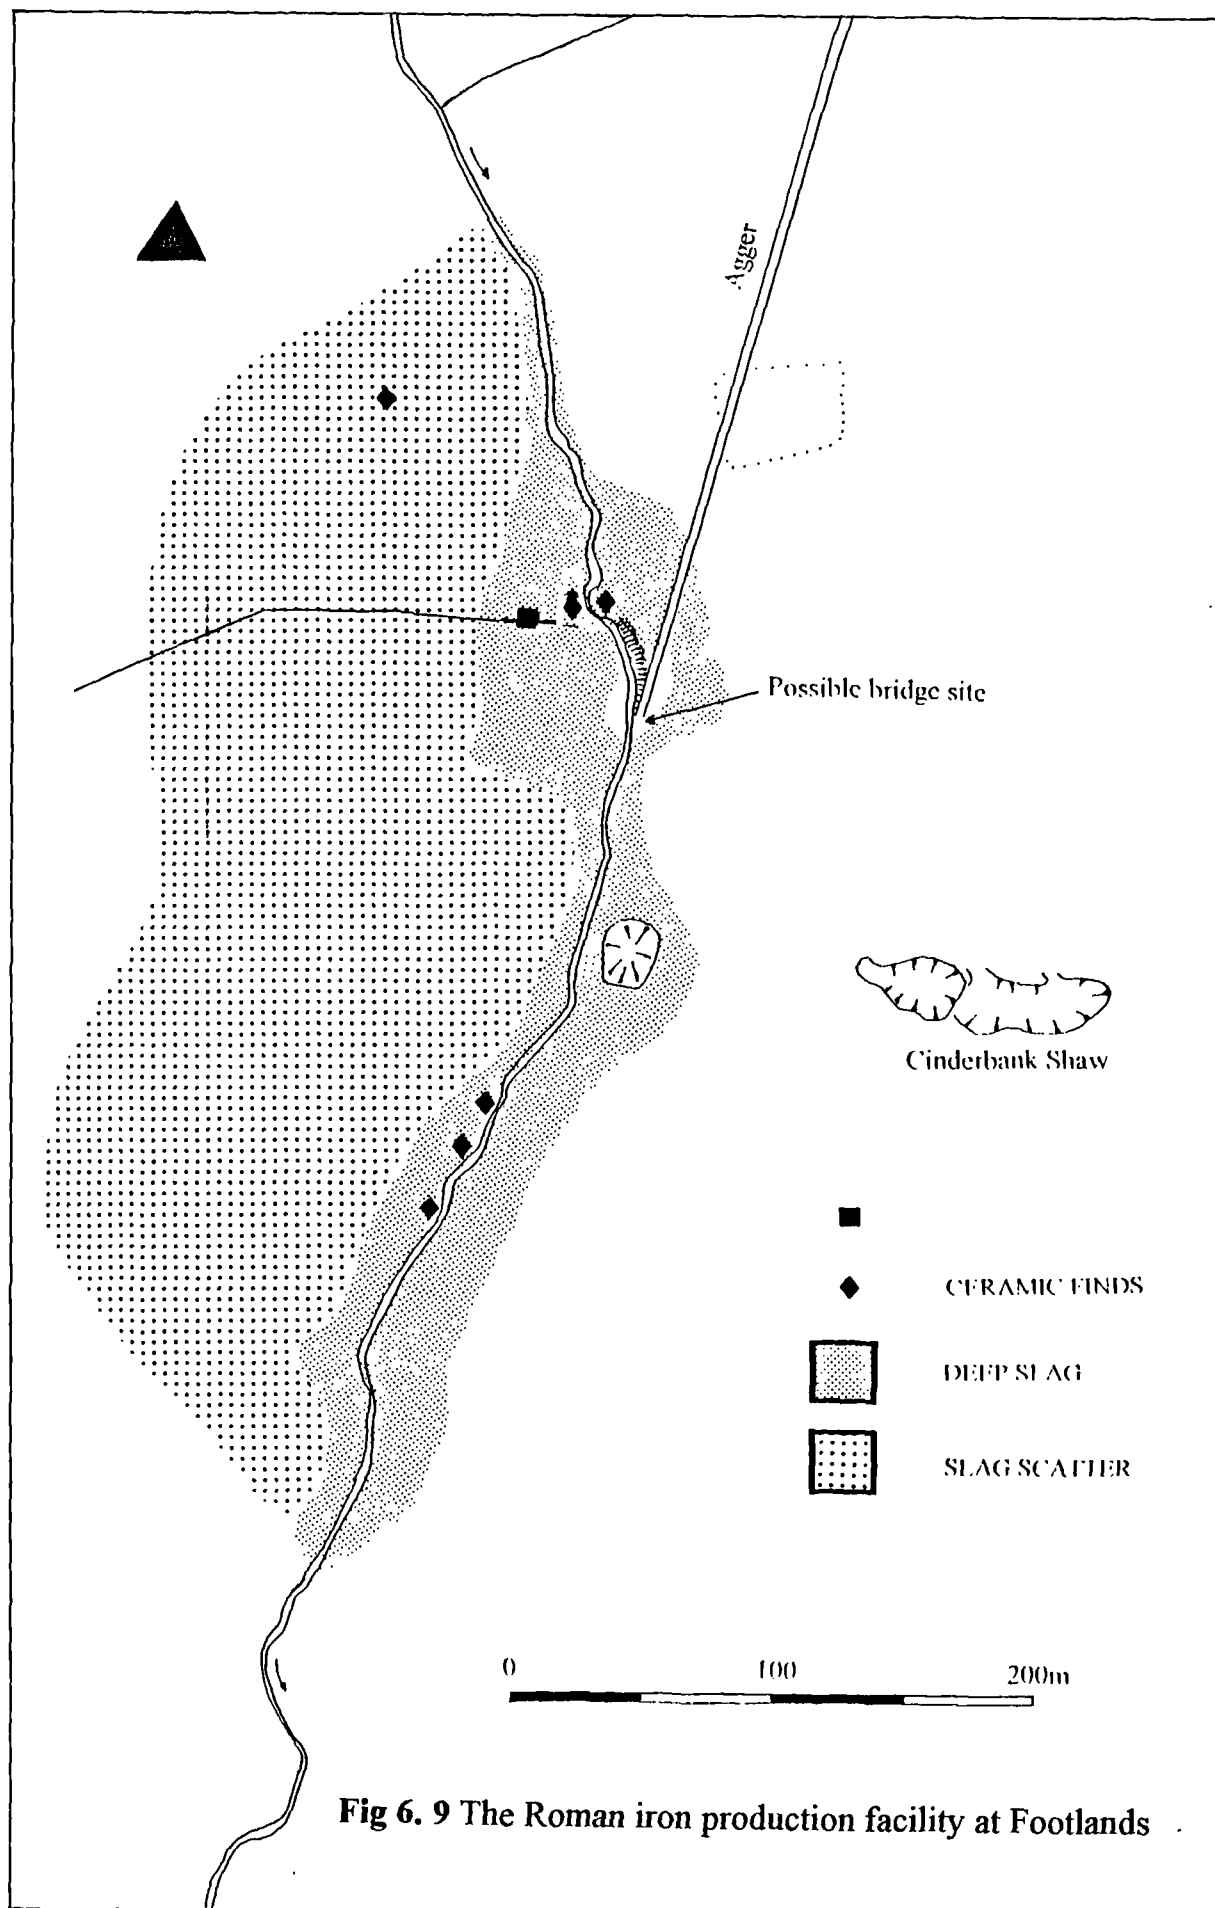 Agger
Possible bridge site
Cinderbank Shaw
CERAMIC FINDS
DEEP SLAG
SLAG SCATTER
0 100 200m
Fig 6. 9 The Roman iron production facility at Footlands